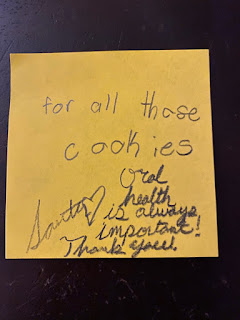 for all those
cookies
Oral
health
Santa♡ is always
important!
Thank you!